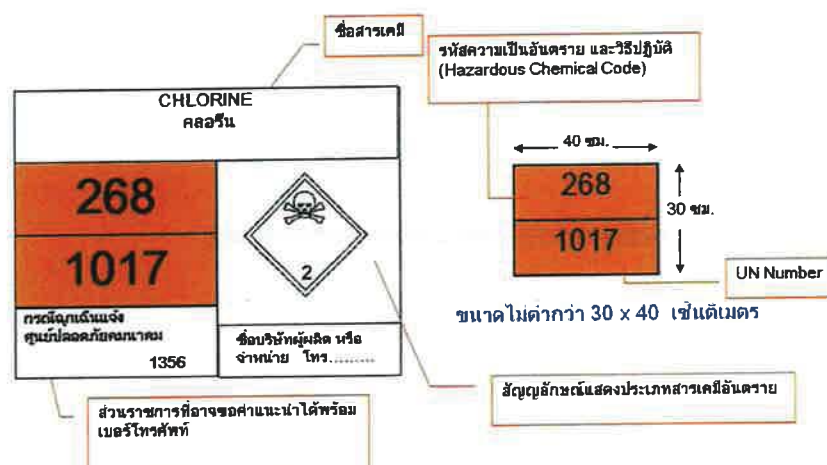 ชื่อสารเคมี
รหัสความเป็นอันตราย และวิธีปฏิบัติ
(Hazardous Chemical Code)
CHLORINE
คลอรีน
268
1017
2
กรณีฉุกเฉินแจ้ง
ศูนย์ปลอดภัยคมนาคม
1356
ชื่อบริษัทผู้ผลิต หรือ
จำหน่าย โทร.........
40 ซม.
268
1017
30 ซม.
UN Number
ขนาดไม่ต่ำกว่า 30 x 40 เซ็นติเมตร
สัญญูอักษณ์แสดงประเภทสารเคมีอันตราย
ส่วนราชการที่อาจขอคำแนะนำได้พร้อม
เบอร์โทรศัพท์